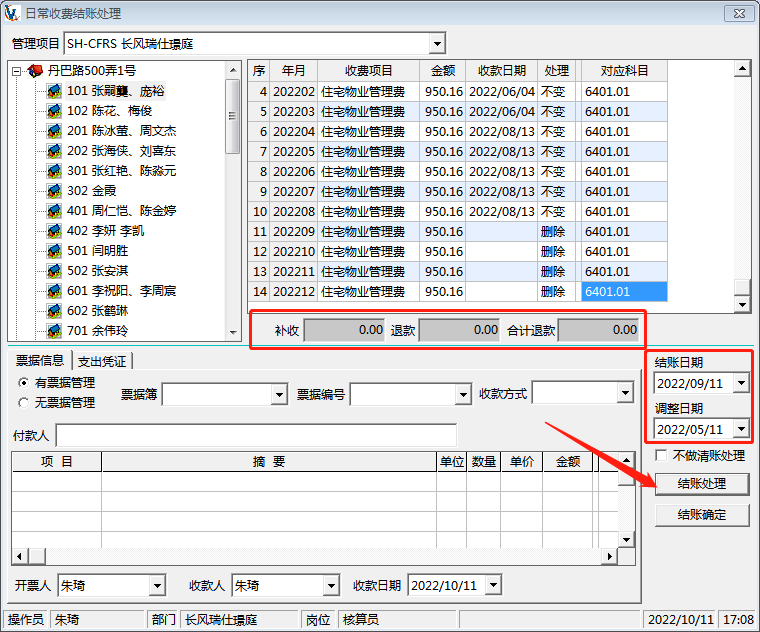 日常收费结账处理
管理项目 SH-CFRS 长风瑞仕璟庭
丹巴路500弄1号
101 张嗣龑、庞裕
102 陈花、梅俊
201 陈冰莹、周文杰
202 张海侠、刘喜东
301 张红艳、陈淼元
302 金霞
401 周仁恺、陈金婷
402 李妍 李凯
501 闫明胜
502 张安淇
601 李祝阳、李周宸
602 张鹤琳
701 余伟玲
序 年月 收费项目 金额 收款日期 处理 对应科目
4 202202 住宅物业管理费 950.16 2022/06/04 不变 6401.01
5 202203 住宅物业管理费 950.16 2022/06/04 不变 6401.01
6 202204 住宅物业管理费 950.16 2022/08/13 不变 6401.01
7 202205 住宅物业管理费 950.16 2022/08/13 不变 6401.01
8 202206 住宅物业管理费 950.16 2022/08/13 不变 6401.01
9 202207 住宅物业管理费 950.16 2022/08/13 不变 6401.01
10 202208 住宅物业管理费 950.16 2022/08/13 不变 6401.01
11 202209 住宅物业管理费 950.16 删除 6401.01
12 202210 住宅物业管理费 950.16 删除 6401.01
13 202211 住宅物业管理费 950.16 删除 6401.01
14 202212 住宅物业管理费 950.16 删除 6401.01
补收 0.00 退款 0.00 合计退款 0.00
票据信息 支出凭证
有票据管理
无票据管理
票据簿 票据编号 收款方式
付款人
项 目 摘 要 单位 数量 单价 金额
开票人 朱琦 收款人 朱琦 收款日期 2022/10/11
结账日期
2022/09/11
调整日期
2022/05/11
不做清账处理
结账处理
结账确定
操作员 朱琦 部门 长风瑞仕璟庭 岗位 核算员 2022/10/11 17:08